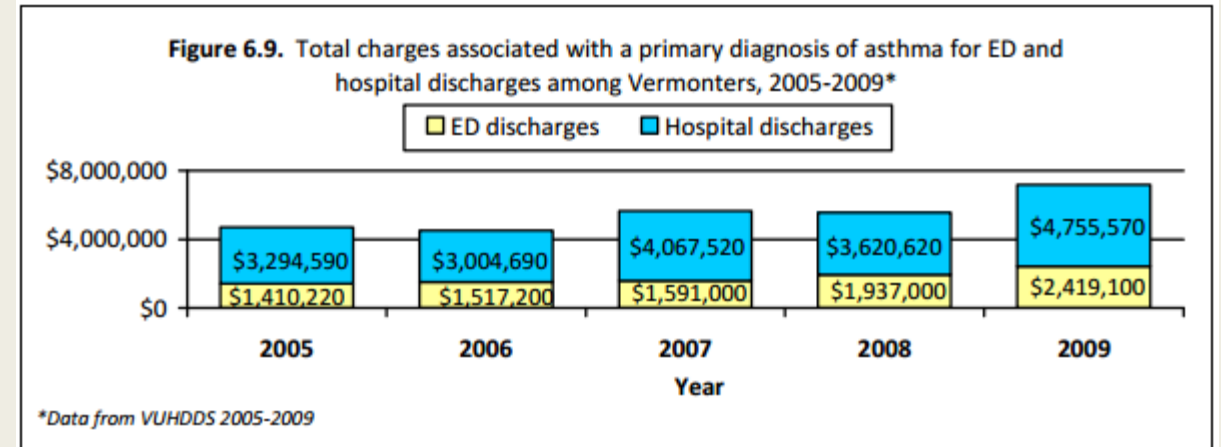 Figure 6.9. Total charges associated with a primary diagnosis of asthma for ED and
hospital discharges among Vermonters, 2005-2009*
ED discharges Hospital discharges
$8,000,000
$4,000,000
$0
$3,294,590 $3,004,690 $4,067,520 $3,620,620 $4,755,570
$1,410,220 $1,517,200 $1,591,000 $1,937,000 $2,419,100
2005 2006 2007 2008 2009
Year
*Data from VUHDDS 2005-2009